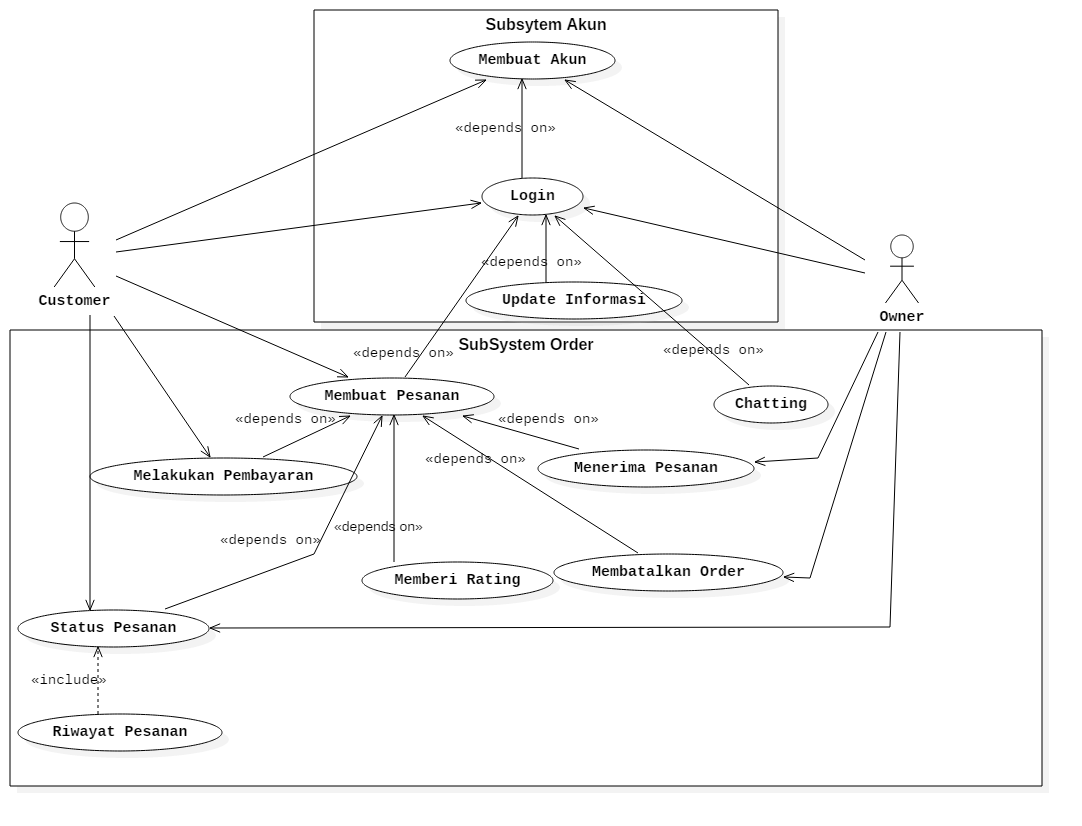 Subsytem Akun
Membuat Akun
«depends on»
Login
«depends on»
Update Informasi
Customer
Owner
SubSystem Order
«depends on»
«depends on»
Membuat Pesanan
Chatting
«depends on»
«depends on»
«depends on»
Melakukan Pembayaran
Menerima Pesanan
«depends on»
«depends on»
Memberi Rating
Membatalkan Order
Status Pesanan
«include»
Riwayat Pesanan